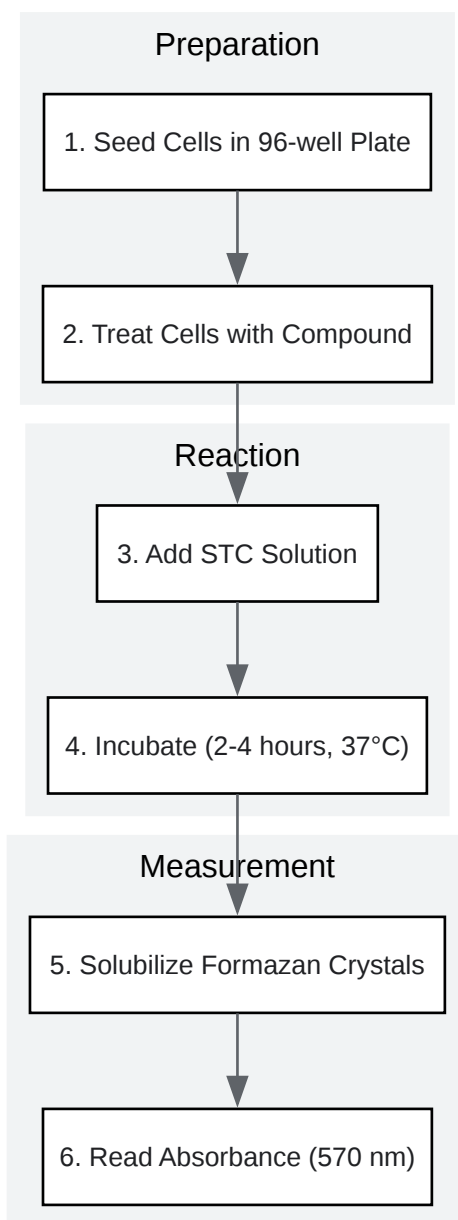 Preparation
1. Seed Cells in 96-well Plate
2. Treat Cells with Compound
Reaction
3. Add STC Solution
4. Incubate (2-4 hours, 37°C)
Measurement
5. Solubilize Formazan Crystals
6. Read Absorbance (570 nm)